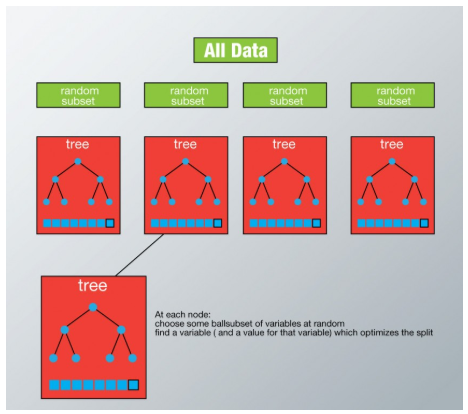 All Data
random
subset
random
subset
random
subset
random
subset
tree
tree
tree
tree
tree
At each node:
choose some ballsubset of variables at random
find a variable ( and a value for that variable) which optimizes the split